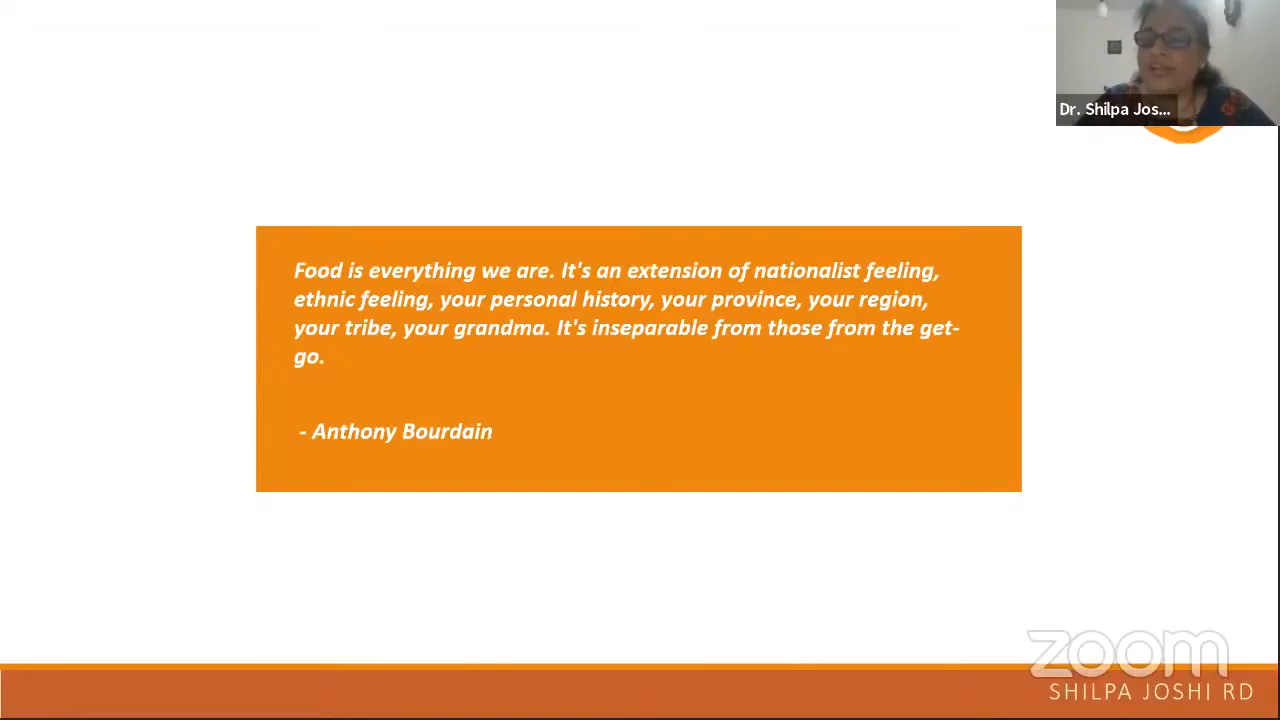 Dr. Shilpa Jos...
Food is everything we are. It's an extension of nationalist feeling,
ethnic feeling, your personal history, your province, your region,
your tribe, your grandma. It's inseparable from those from the get-
go.
- Anthony Bourdain
zoom
SHILPA JOSHI RD